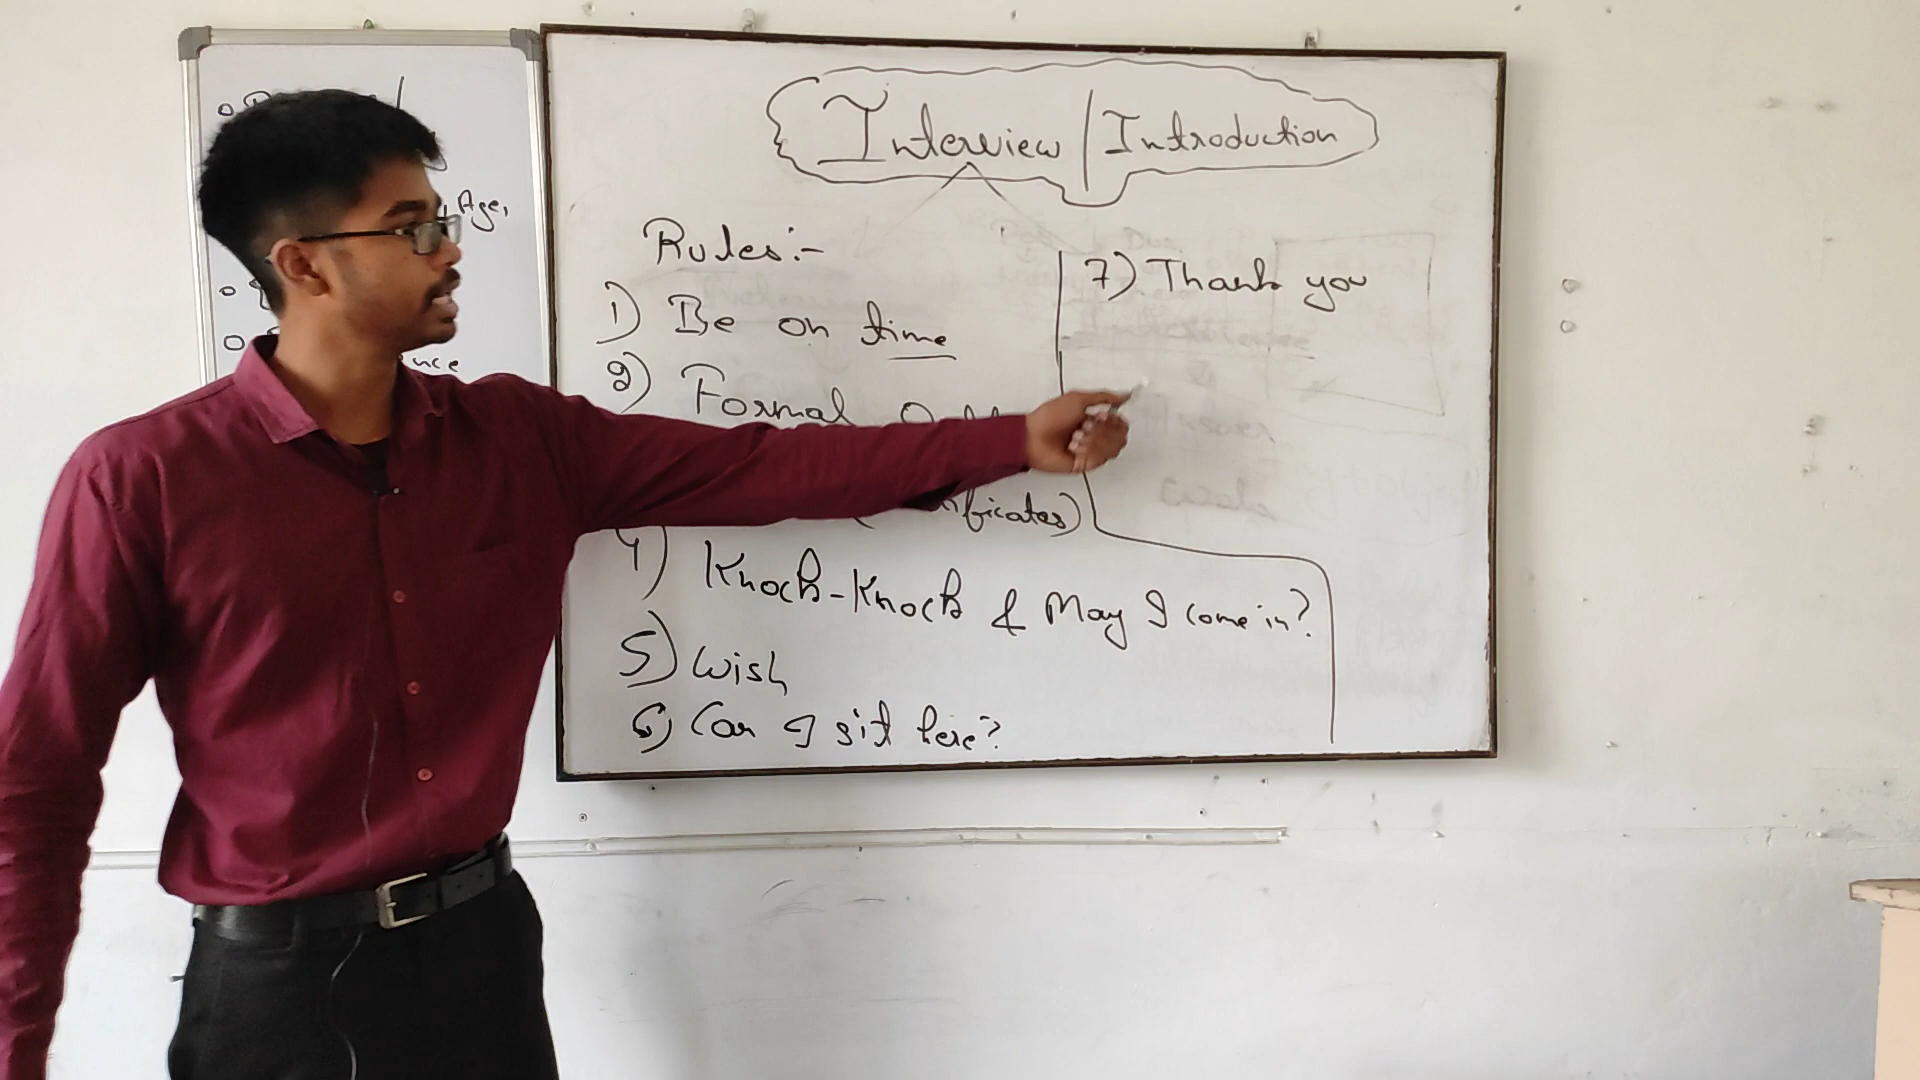 Age,
Interview | Introduction
Rules:-
1) Be on time
2) Formal
4) Knock-Knock & May I come in?
5) Wish
6) Can I sit here?
7) Thank you